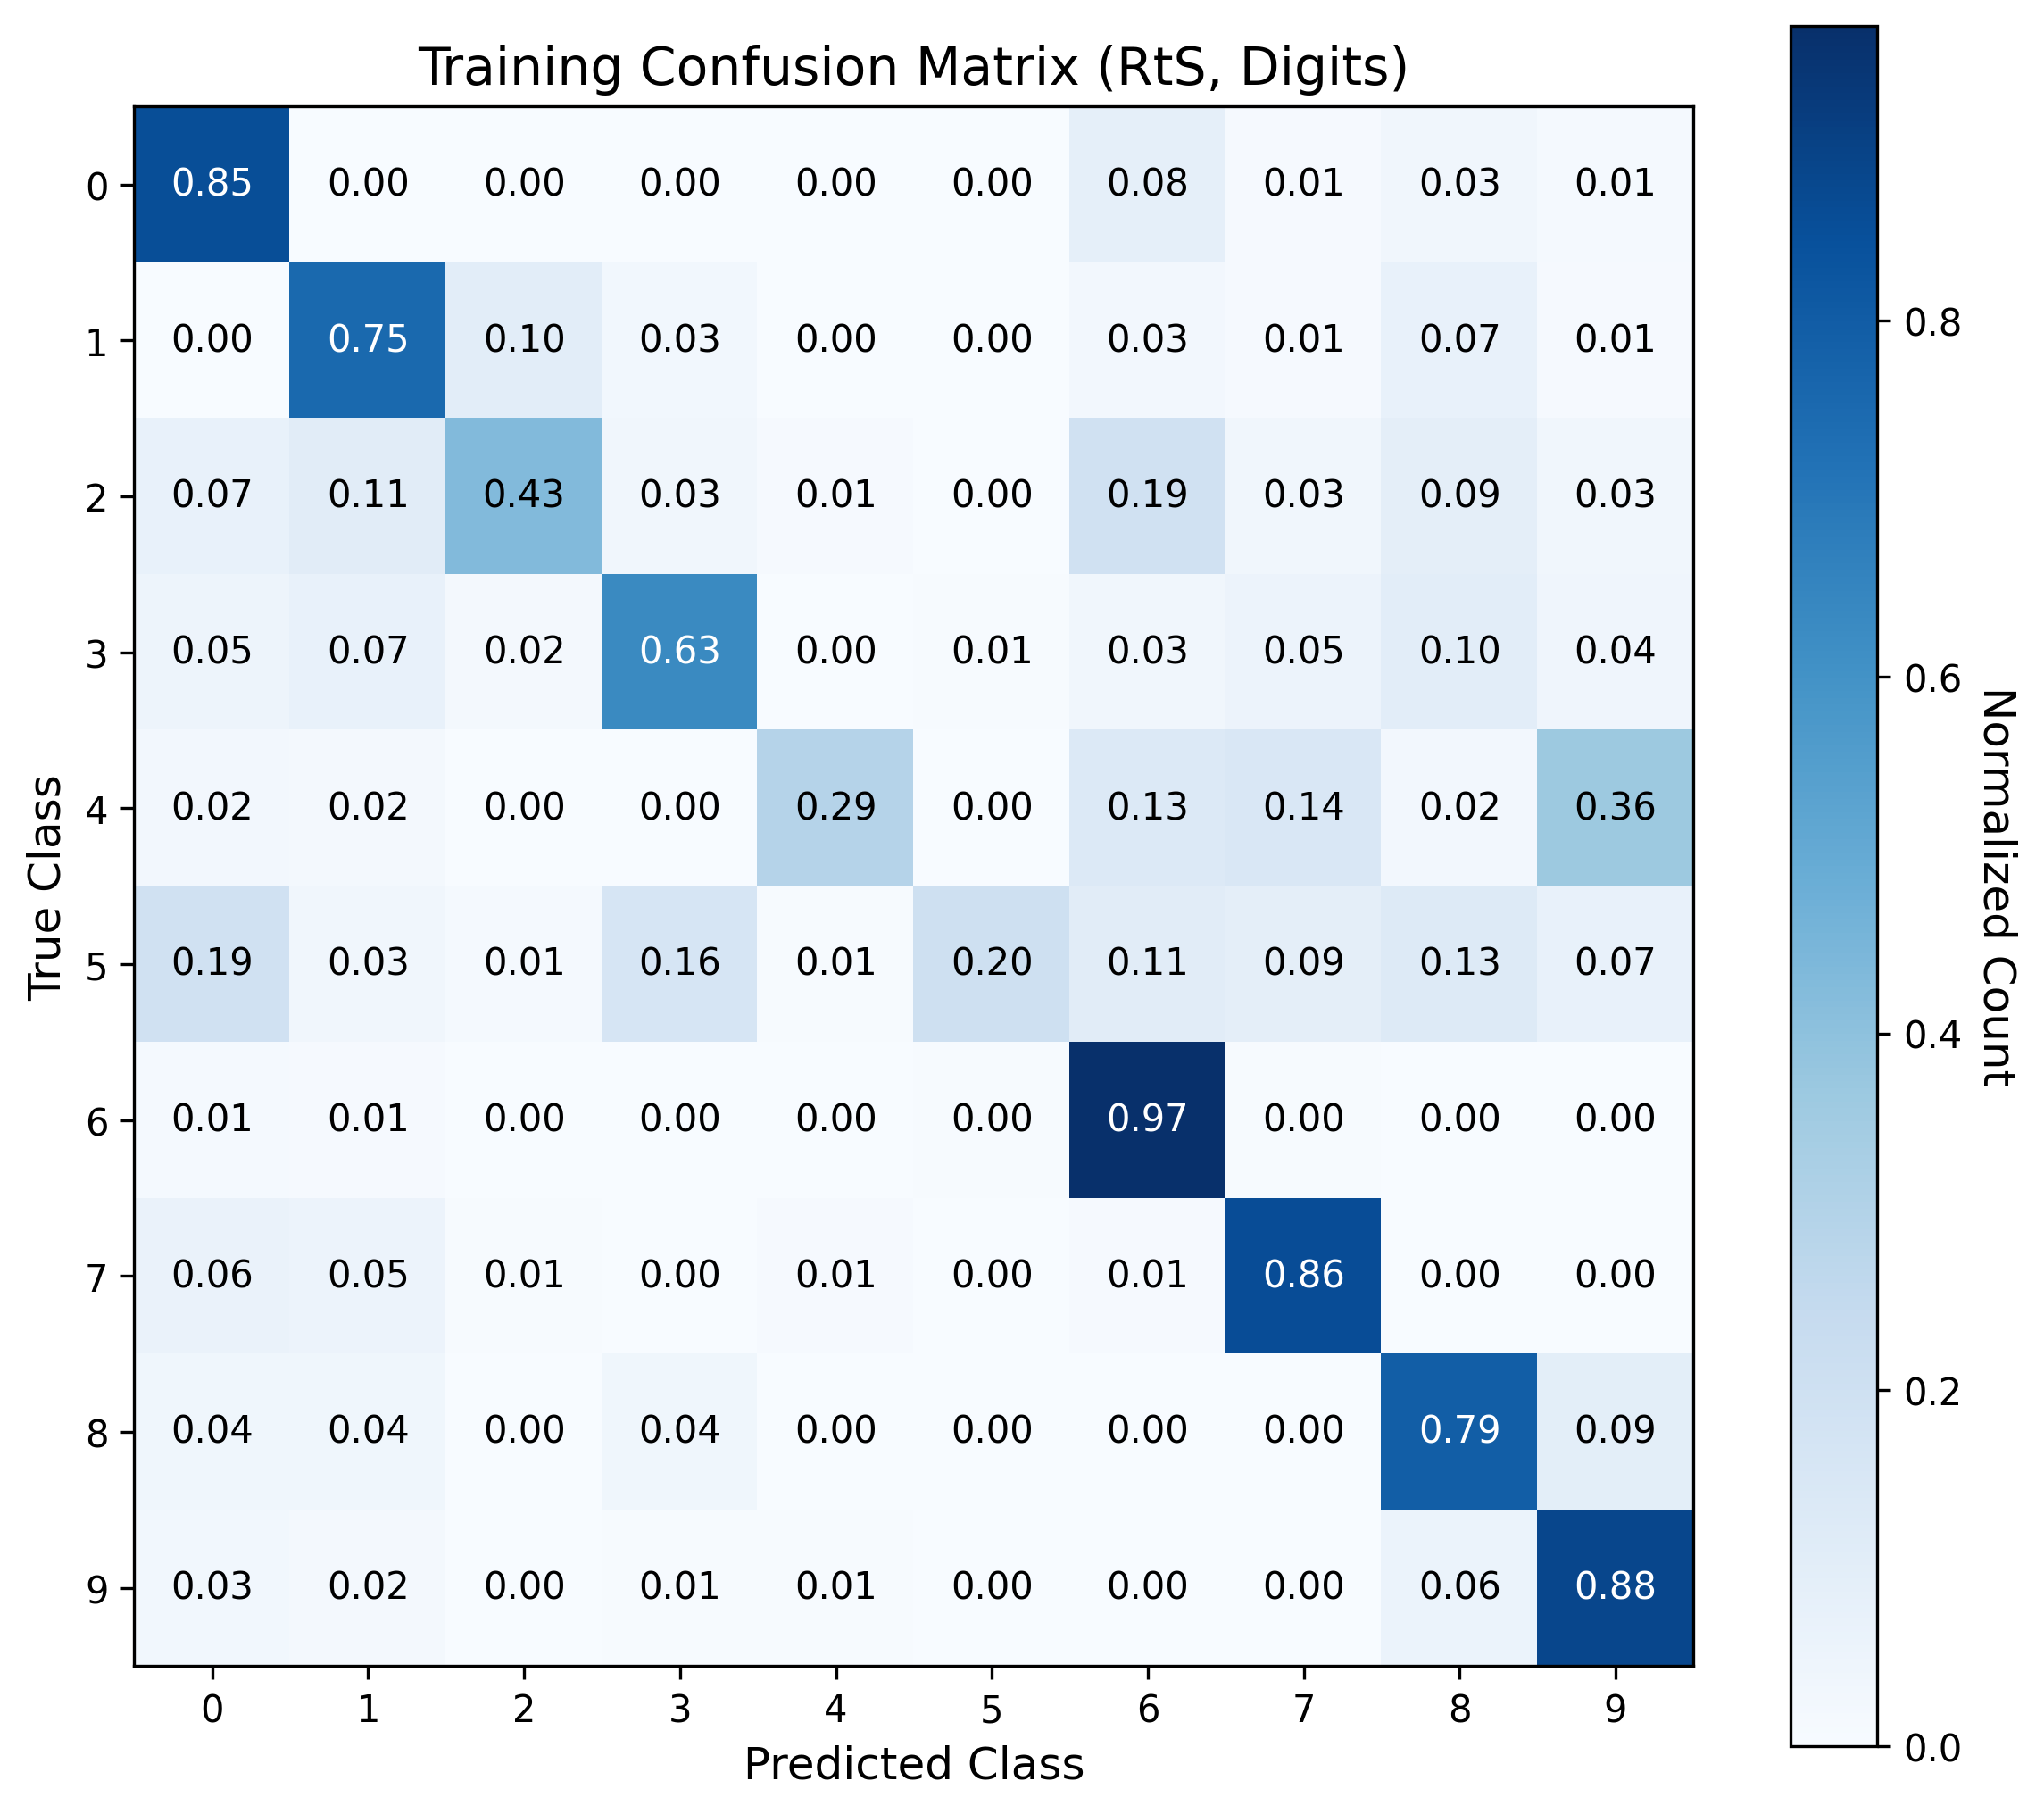 Training Confusion Matrix (RtS, Digits)
0 0.85 0.00 0.00 0.00 0.00 0.00 0.08 0.01 0.03 0.01
1 0.00 0.75 0.10 0.03 0.00 0.00 0.03 0.01 0.07 0.01
2 0.07 0.11 0.43 0.03 0.01 0.00 0.19 0.03 0.09 0.03
3 0.05 0.07 0.02 0.63 0.00 0.01 0.03 0.05 0.10 0.04
4 0.02 0.02 0.00 0.00 0.29 0.00 0.13 0.14 0.02 0.36
5 0.19 0.03 0.01 0.16 0.01 0.20 0.11 0.09 0.13 0.07
6 0.01 0.01 0.00 0.00 0.00 0.00 0.97 0.00 0.00 0.00
7 0.06 0.05 0.01 0.00 0.01 0.00 0.01 0.86 0.00 0.00
8 0.04 0.04 0.00 0.04 0.00 0.00 0.00 0.00 0.79 0.09
9 0.03 0.02 0.00 0.01 0.01 0.00 0.00 0.00 0.06 0.88
0 1 2 3 4 5 6 7 8 9
Predicted Class
True Class
0.8
0.6
0.4
0.2
0.0
Normalized Count